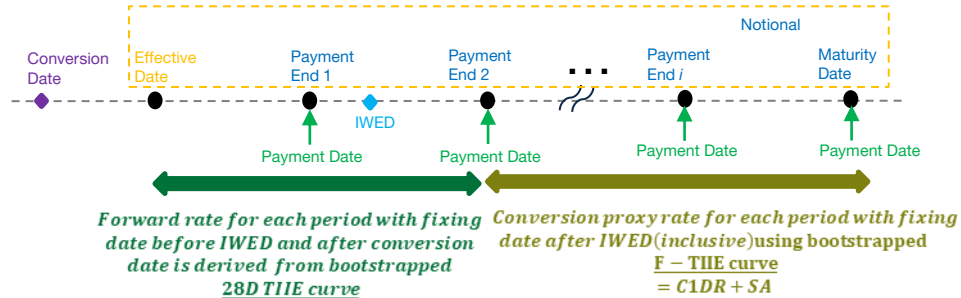 Notional
Conversion
Date
Effective
Date
Payment
End 1
Payment
End 2
...
Payment
End i
Maturity
Date
IWED
Payment Date
Payment Date
Payment Date
Payment Date
Forward rate for each period with fixing
date before IWED and after conversion
date is derived from bootstrapped
28D TIIE curve
Conversion proxy rate for each period with fixing
date after IWED(inclusive)using bootstrapped
F − TIIE curve
= C1DR + SA